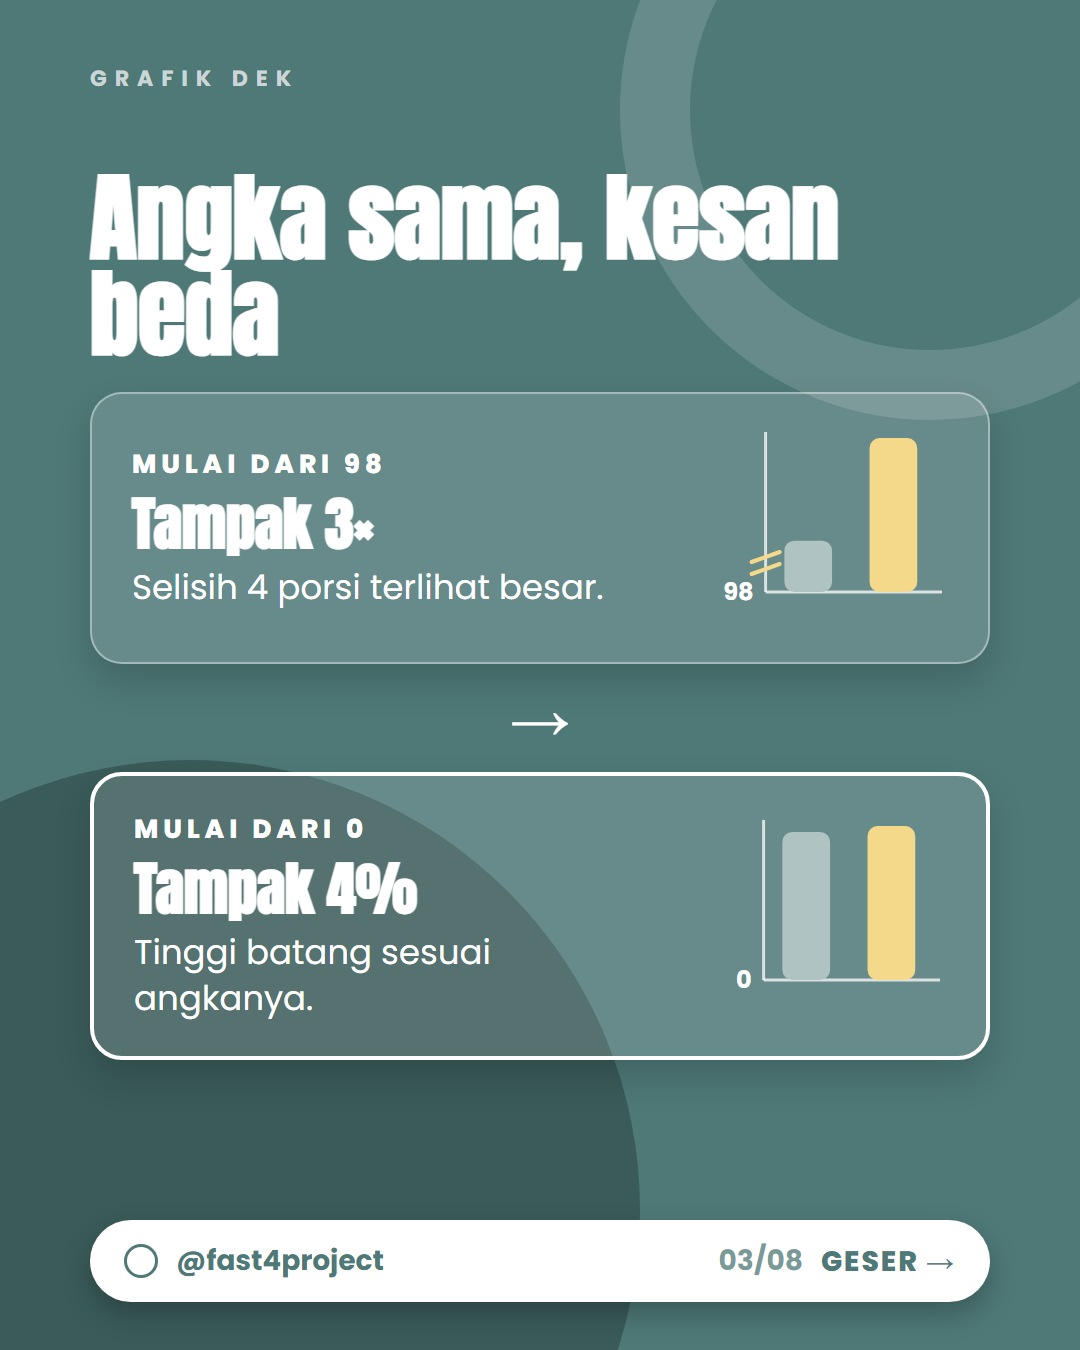 GRAFIK DEK
Angka sama, kesan
beda
MULAI DARI 98
Tampak 3×
Selisih 4 porsi terlihat besar.
98
→
MULAI DARI 0
Tampak 4%
Tinggi batang sesuai
angkanya.
0
@fast4project
03/08 GESER →